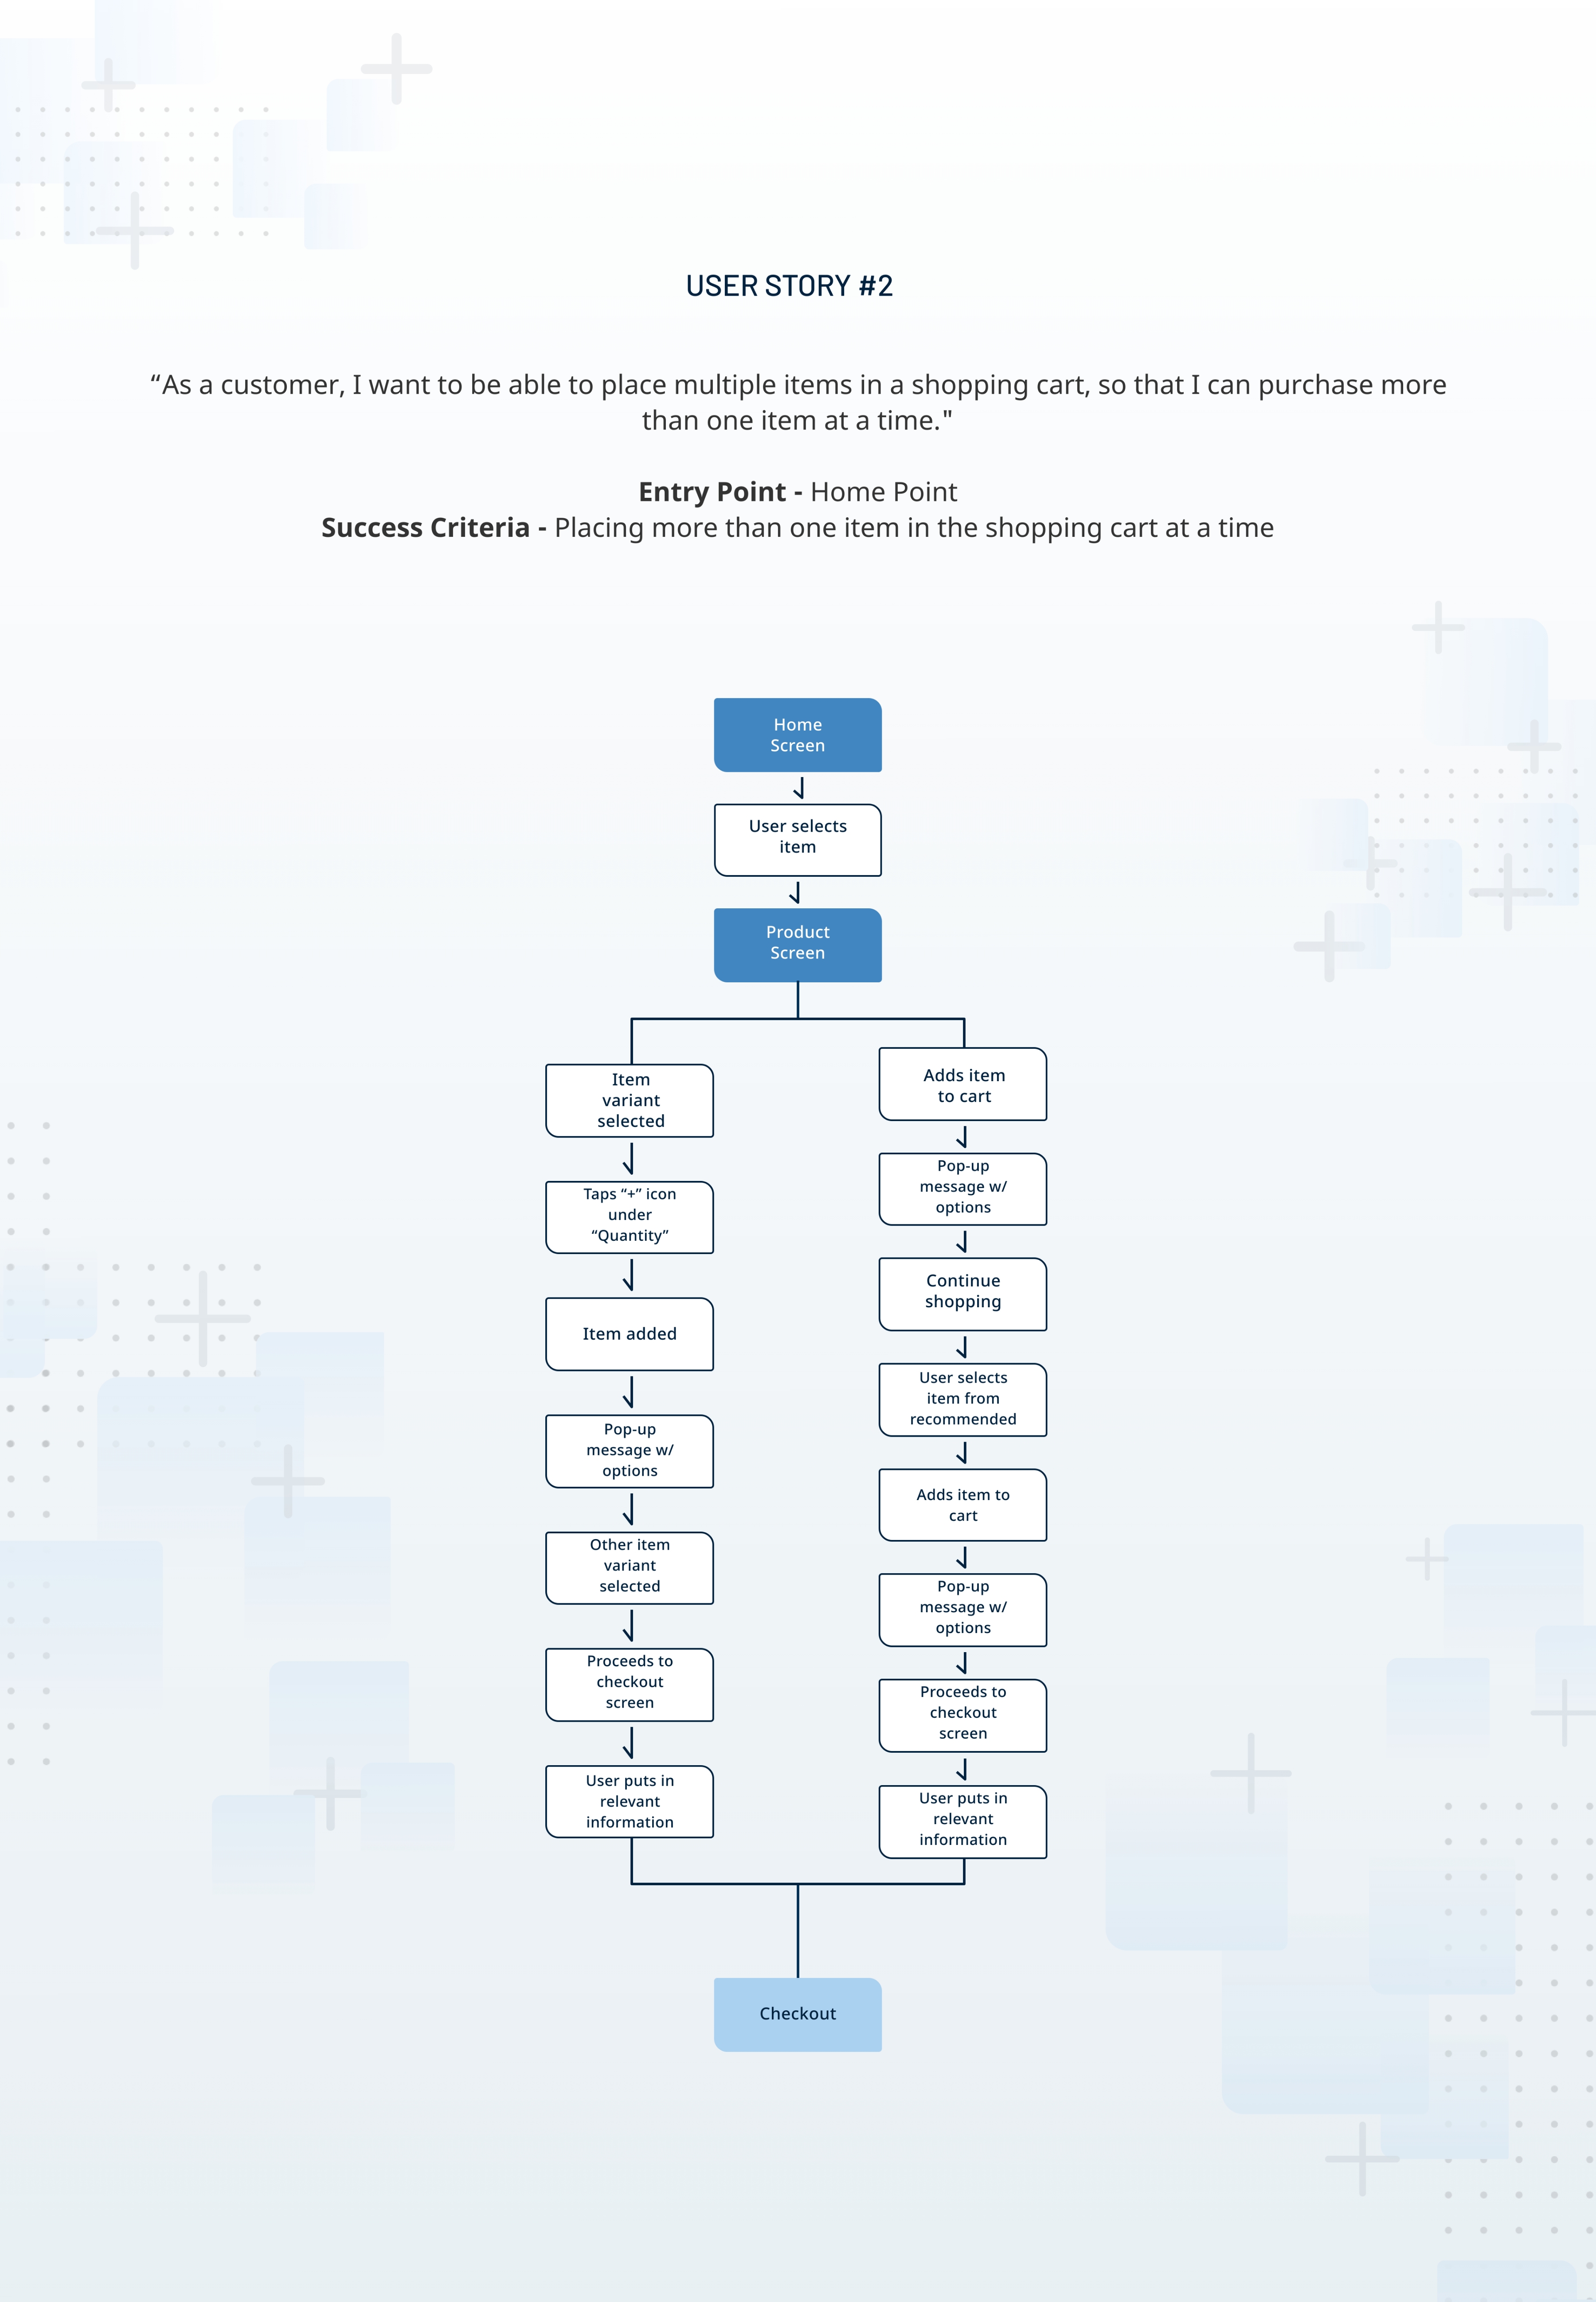 USER STORY #2
“As a customer, I want to be able to place multiple items in a shopping cart, so that I can purchase more
than one item at a time."
Entry Point - Home Point
Success Criteria - Placing more than one item in the shopping cart at a time
Home
Screen
User selects
item
Product
Screen
Item
variant
selected
Taps “+” icon
under
“Quantity”
Item added
Pop-up
message w/
options
Other item
variant
selected
Proceeds to
checkout
screen
User puts in
relevant
information
Adds item
to cart
Pop-up
message w/
options
Continue
shopping
User selects
item from
recommended
Adds item to
cart
Pop-up
message w/
options
Proceeds to
checkout
screen
User puts in
relevant
information
Checkout